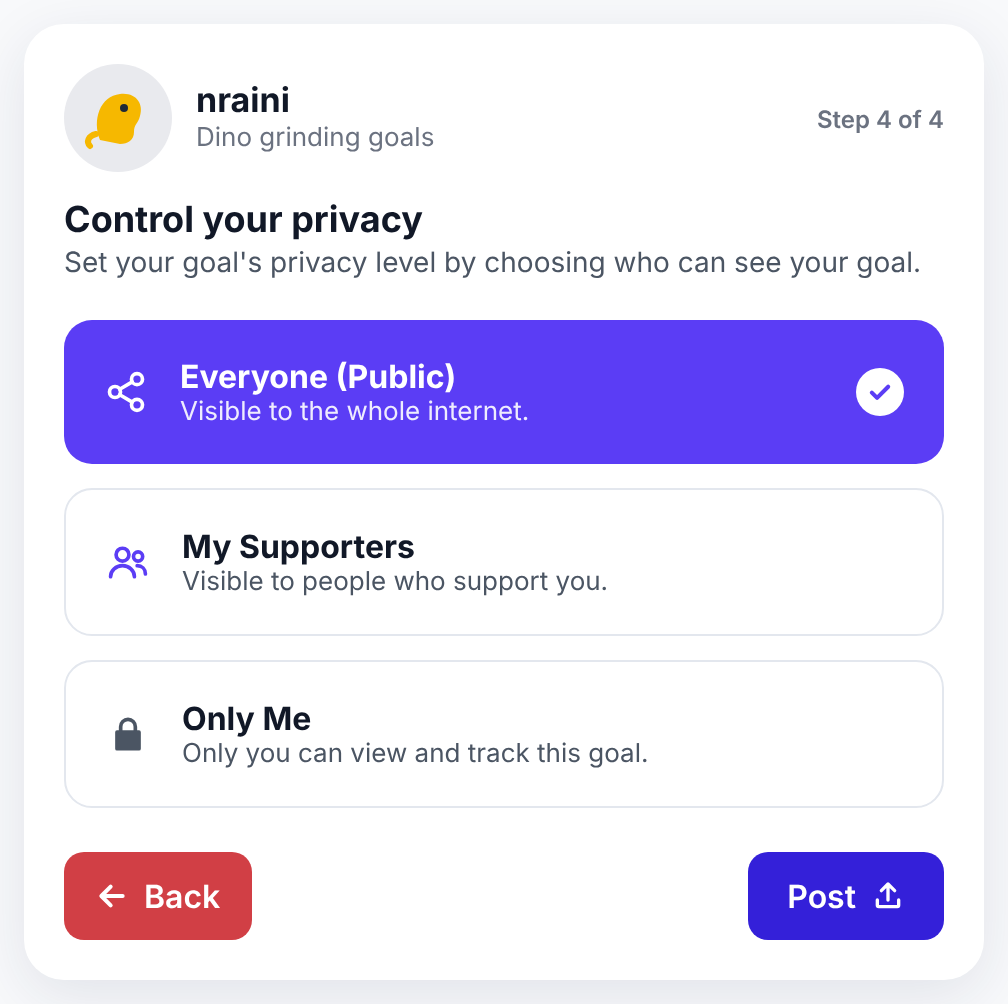 nraini
Dino grinding goals
Step 4 of 4
Control your privacy
Set your goal's privacy level by choosing who can see your goal.
Everyone (Public)
Visible to the whole internet.
My Supporters
Visible to people who support you.
Only Me
Only you can view and track this goal.
Back
Post